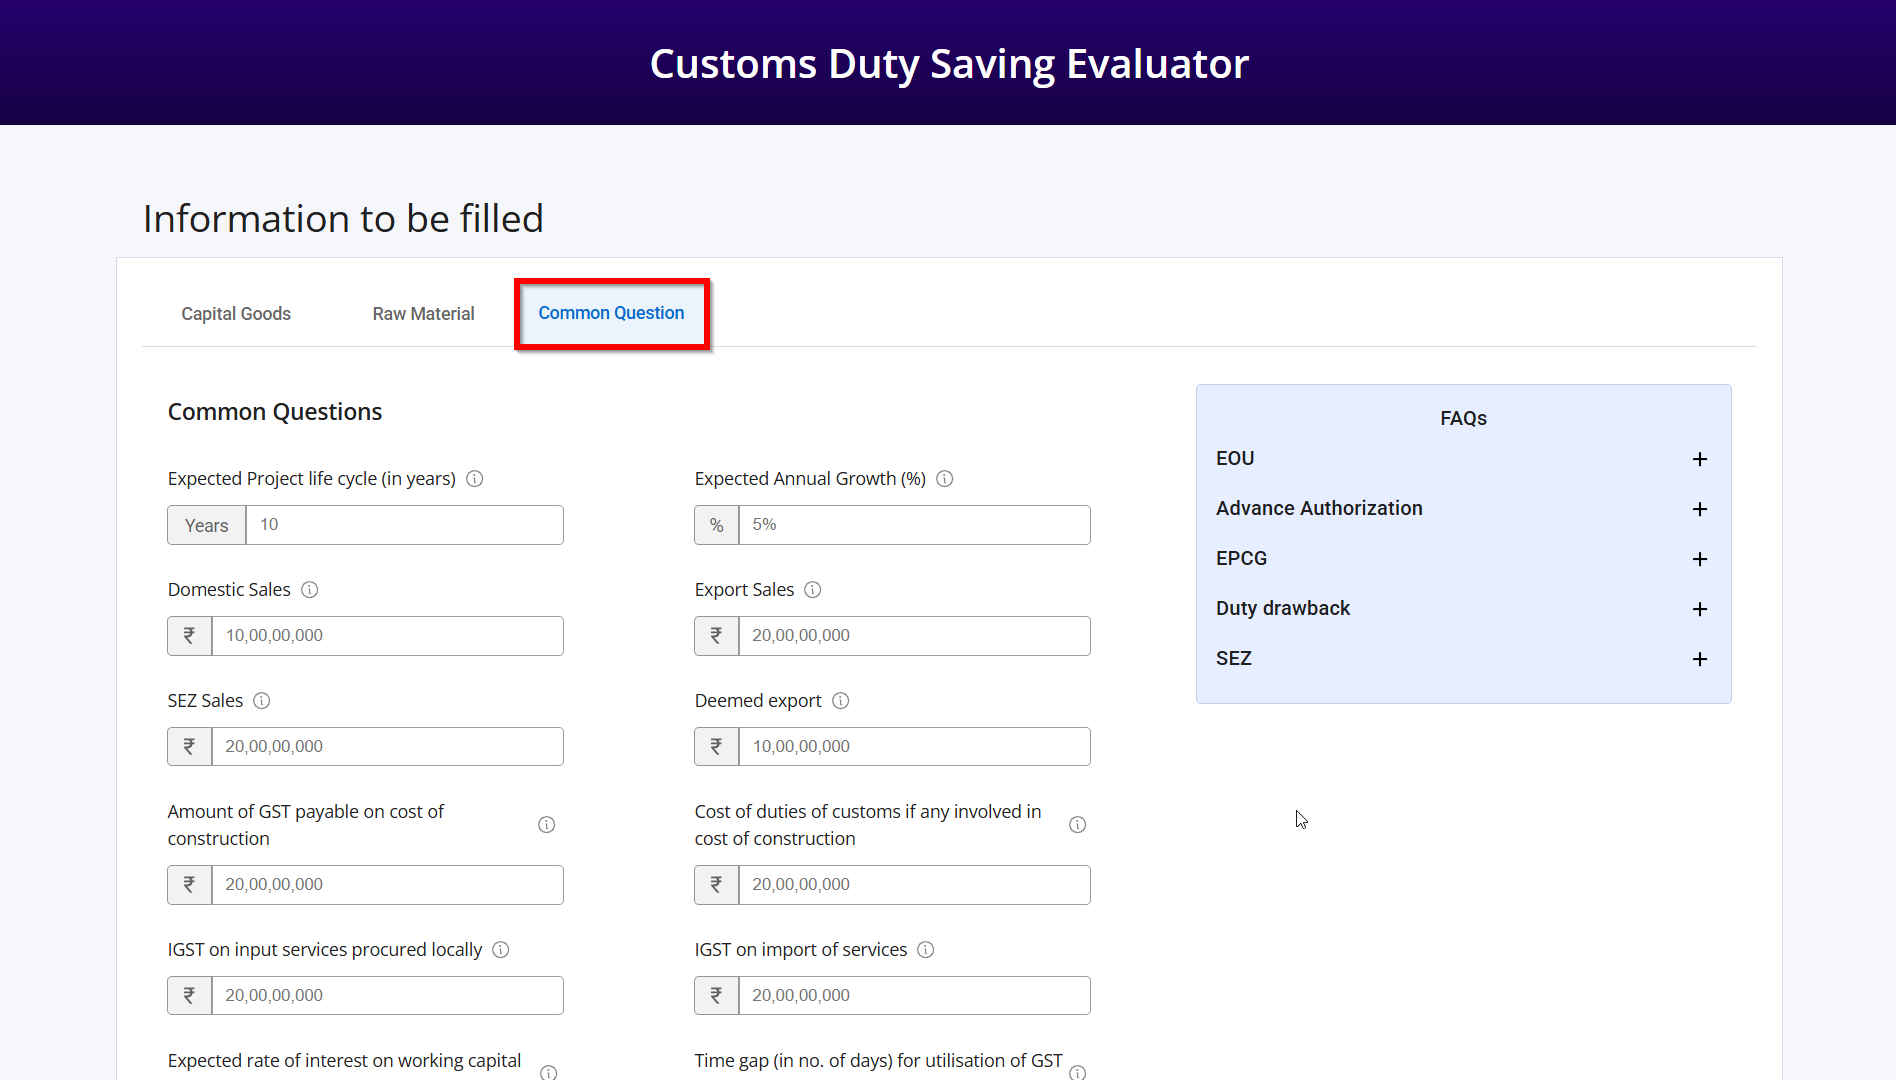 Customs Duty Saving Evaluator
Information to be filled
Capital Goods
Raw Material
Common Question
Common Questions
Expected Project life cycle (in years)
Years 10
Expected Annual Growth (%)
% 5%
Domestic Sales
₹ 10,00,00,000
Export Sales
₹ 20,00,00,000
SEZ Sales
₹ 20,00,00,000
Deemed export
₹ 10,00,00,000
Amount of GST payable on cost of
construction
₹ 20,00,00,000
Cost of duties of customs if any involved in
cost of construction
₹ 20,00,00,000
IGST on input services procured locally
₹ 20,00,00,000
IGST on import of services
₹ 20,00,00,000
Expected rate of interest on working capital
Time gap (in no. of days) for utilisation of GST
FAQs
EOU
Advance Authorization
EPCG
Duty drawback
SEZ